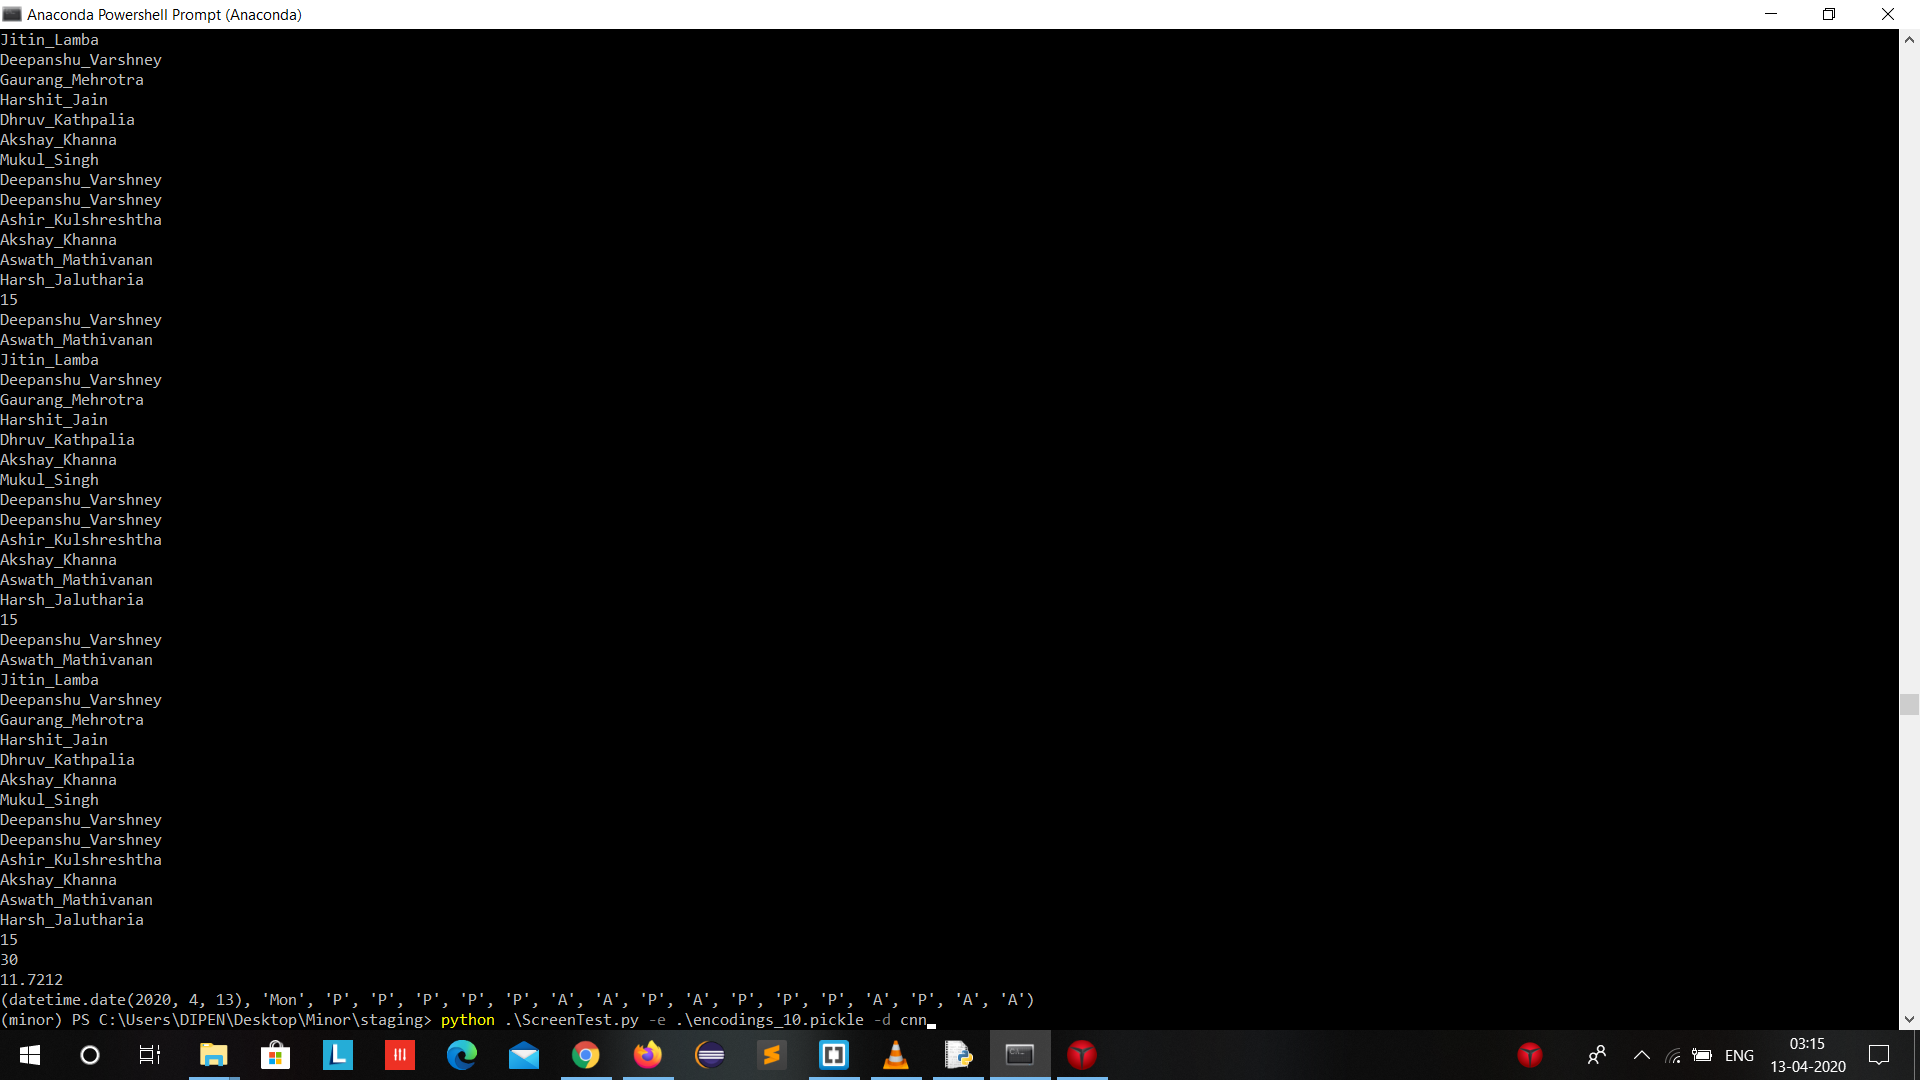 Anaconda Powershell Prompt (Anaconda)
Jitin_Lamba
Deepanshu_Varshney
Gaurang_Mehrotra
Harshit_Jain
Dhruv_Kathpalia
Akshay_Khanna
Mukul_Singh
Deepanshu_Varshney
Deepanshu_Varshney
Ashir_Kulshreshtha
Akshay_Khanna
Aswath_Mathivanan
Harsh_Jalutharia
15
Deepanshu_Varshney
Aswath_Mathivanan
Jitin_Lamba
Deepanshu_Varshney
Gaurang_Mehrotra
Harshit_Jain
Dhruv_Kathpalia
Akshay_Khanna
Mukul_Singh
Deepanshu_Varshney
Deepanshu_Varshney
Ashir_Kulshreshtha
Akshay_Khanna
Aswath_Mathivanan
Harsh_Jalutharia
15
Deepanshu_Varshney
Aswath_Mathivanan
Jitin_Lamba
Deepanshu_Varshney
Gaurang_Mehrotra
Harshit_Jain
Dhruv_Kathpalia
Akshay_Khanna
Mukul_Singh
Deepanshu_Varshney
Deepanshu_Varshney
Ashir_Kulshreshtha
Akshay_Khanna
Aswath_Mathivanan
Harsh_Jalutharia
15
30
11.7212
(datetime.date(2020, 4, 13), 'Mon', 'P', 'P', 'P', 'P', 'P', 'A', 'A', 'P', 'A', 'P', 'P', 'P', 'A', 'P', 'A', 'A')
(minor) PS C:\Users\DIPEN\Desktop\Minor\staging> python .\ScreenTest.py -e .\encodings_10.pickle -d cnn
L
ENG
03:15
13-04-2020